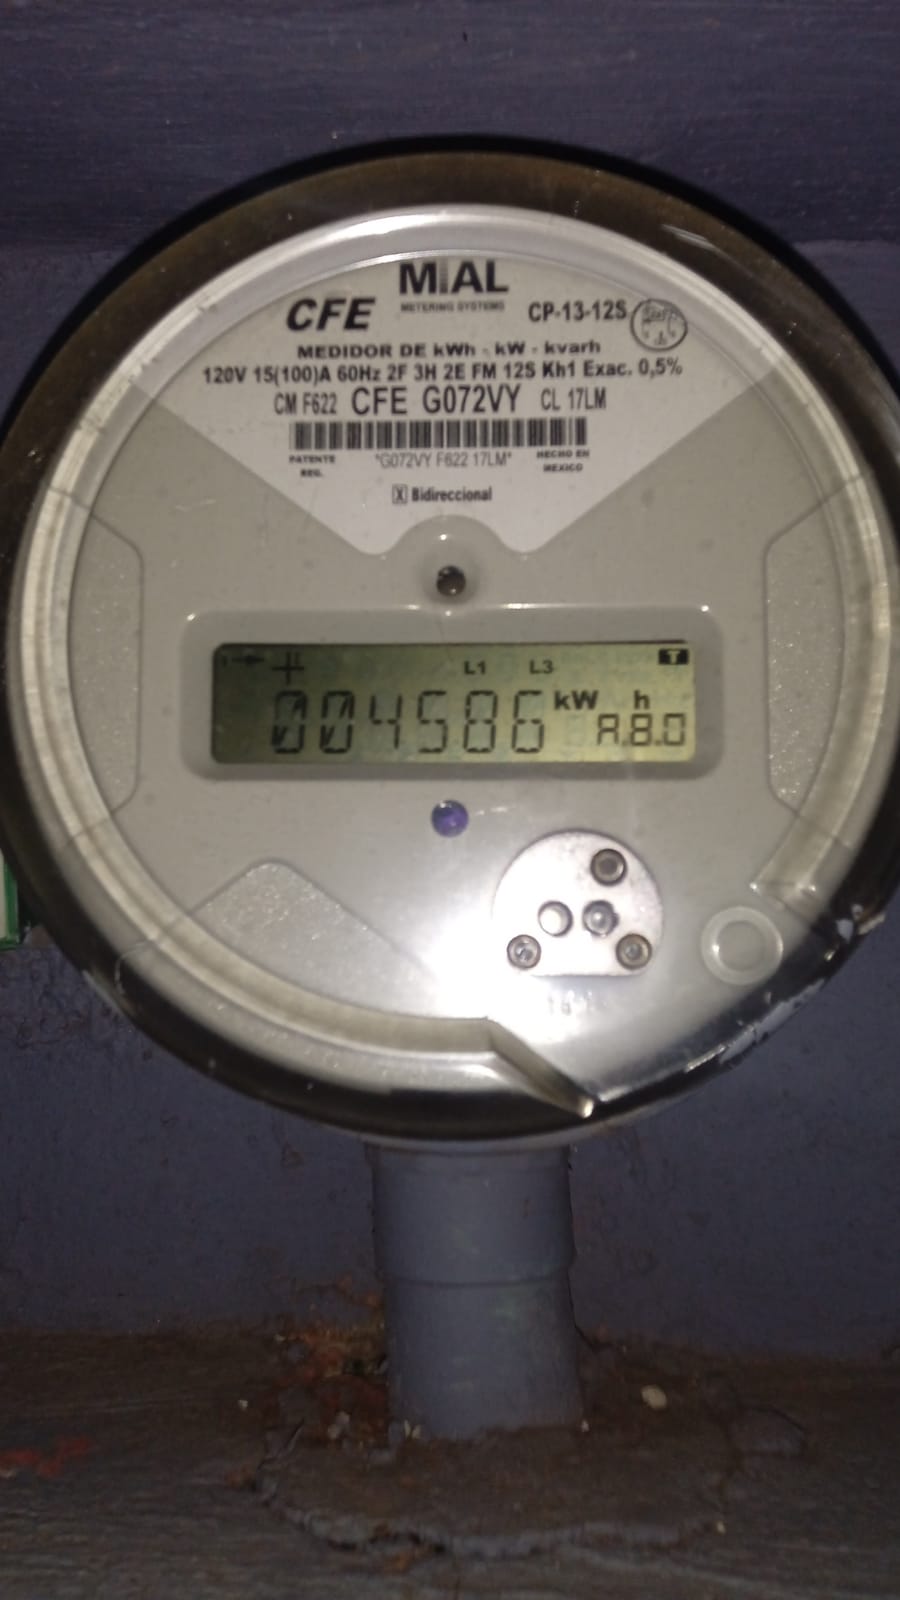 MIAL
METERING SYSTEMS
CFE
CP-13-12S
MEDIDOR DE kWh - kW - kvarh
120V 15(100)A 60Hz 2F 3H 2E FM 12S Kh1 Exac. 0,5%
CM F622 CFE G072VY CL 17LM
PATENTE REG.
*G072VY F622 17LM*
HECHO EN MEXICO
X Bidireccional
L1 L3 T
004586 kW h A.8.0